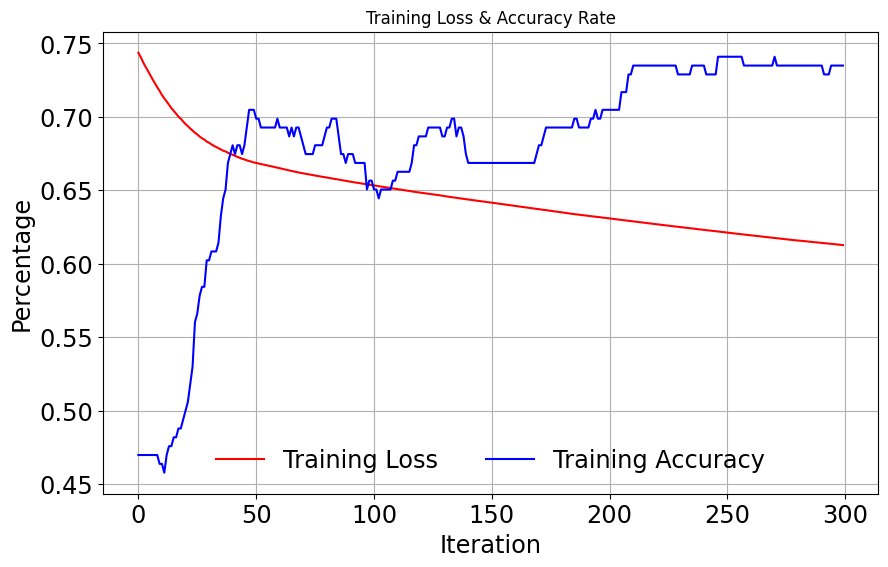 Training Loss & Accuracy Rate
0.75
0.70
0.65
0.60
0.55
0.50
0.45
Percentage
Training Loss
Training Accuracy
0 50 100 150 200 250 300
Iteration